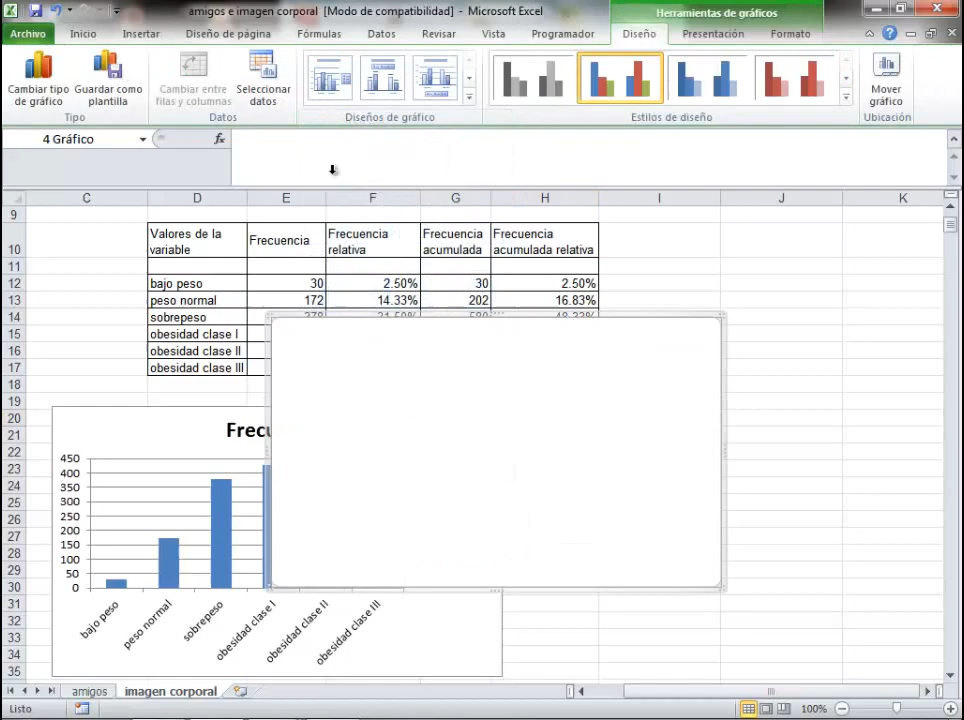 amigos e imagen corporal [Modo de compatibilidad] - Microsoft Excel
Herramientas de gráficos
Archivo Inicio Insertar Diseño de página Fórmulas Datos Revisar Vista Programador Diseño Presentación Formato
Cambiar tipo de gráfico
Guardar como plantilla
Cambiar entre filas y columnas
Seleccionar datos
Mover gráfico
Tipo Datos Diseños de gráfico Estilos de diseño Ubicación
4 Gráfico fx
C D E F G H I J K
9
10 Valores de la variable Frecuencia Frecuencia relativa Frecuencia acumulada Frecuencia acumulada relativa
11
12 bajo peso 30 2.50% 30 2.50%
13 peso normal 172 14.33% 202 16.83%
14 sobrepeso 378 31.50% 580 48.33%
15 obesidad clase I
16 obesidad clase II
17 obesidad clase III
18
19
20
21
22
23
24
25
26
27
28
29
30
31
32
33
34
35
450
400
350
300
250
200
150
100
50
0
bajo peso
peso normal
sobrepeso
obesidad clase I
obesidad clase II
obesidad clase III
amigos imagen corporal
Listo 100%